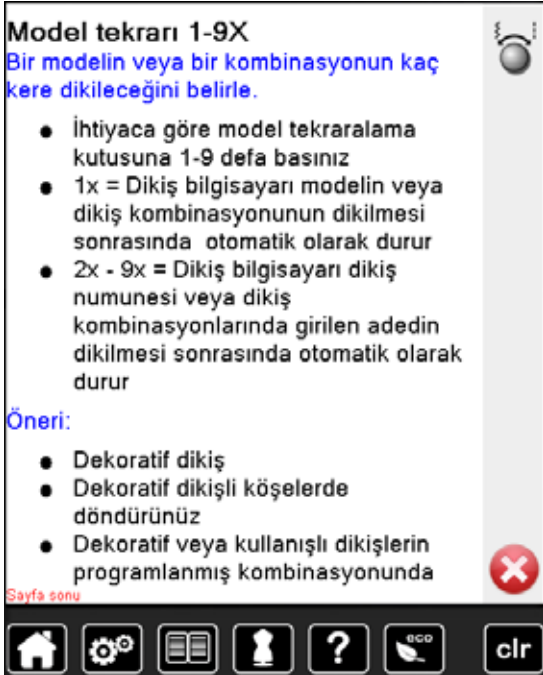 Model tekrarı 1-9X
Bir modelin veya bir kombinasyonun kaç
kere dikileceğini belirle.
● İhtiyaca göre model tekraralama
kutusuna 1-9 defa basınız
● 1x = Dikiş bilgisayarı modelin veya
dikiş kombinasyonunun dikilmesi
sonrasında otomatik olarak durur
● 2x - 9x = Dikiş bilgisayarı dikiş
numunesi veya dikiş
kombinasyonlarında girilen adedin
dikilmesi sonrasında otomatik olarak
durur
Öneri:
● Dekoratif dikiş
● Dekoratif dikişli köşelerde
döndürünüz
● Dekoratif veya kullanışlı dikişlerin
programlanmış kombinasyonunda
Sayfa sonu
? eco clr